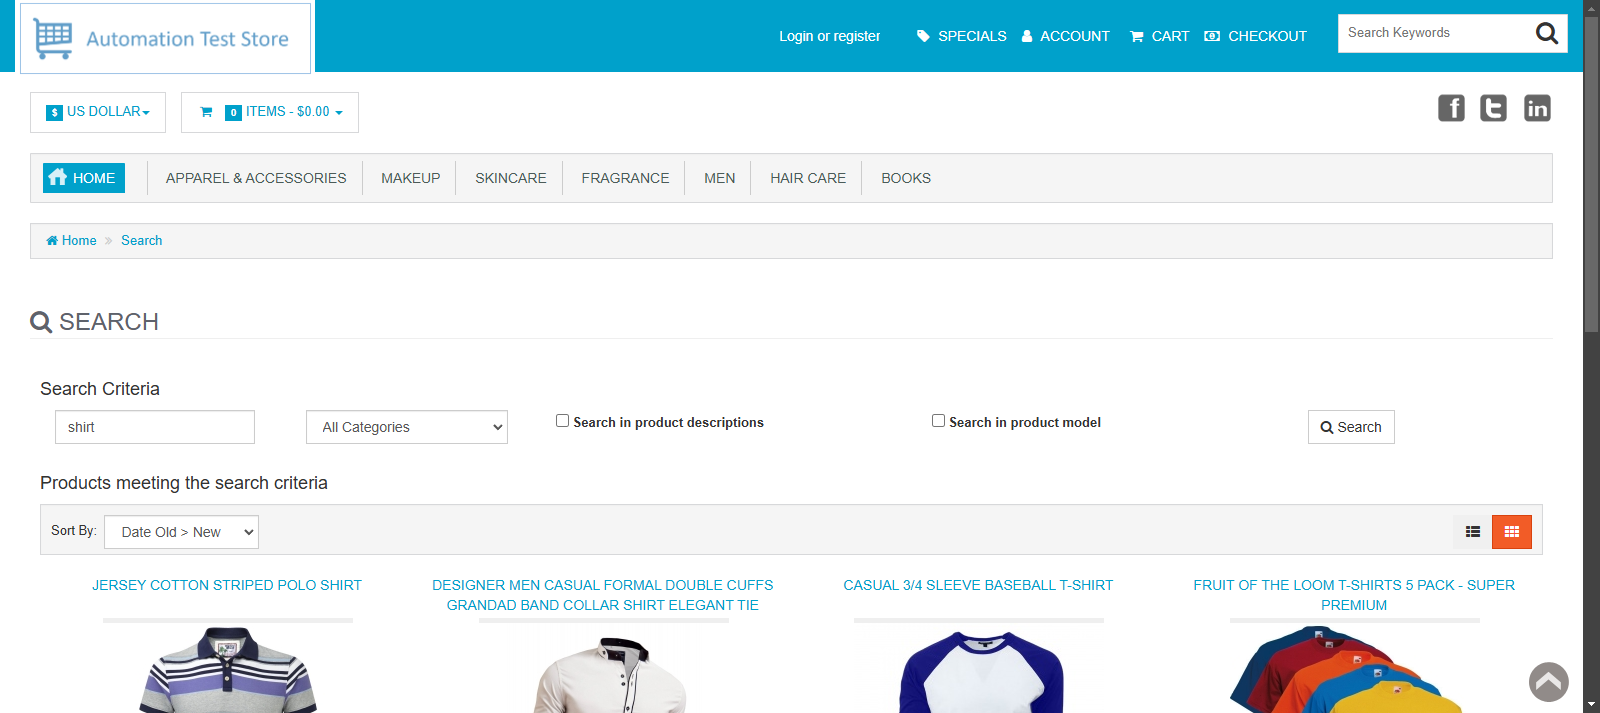 Automation Test Store
Login or register
SPECIALS
ACCOUNT
CART
CHECKOUT
Search Keywords
$ US DOLLAR
0 ITEMS - $0.00
f
t
in
HOME
APPAREL & ACCESSORIES
MAKEUP
SKINCARE
FRAGRANCE
MEN
HAIR CARE
BOOKS
Home » Search
SEARCH
Search Criteria
shirt
All Categories
Search in product descriptions
Search in product model
Search
Products meeting the search criteria
Sort By: Date Old > New
JERSEY COTTON STRIPED POLO SHIRT
DESIGNER MEN CASUAL FORMAL DOUBLE CUFFS
GRANDAD BAND COLLAR SHIRT ELEGANT TIE
CASUAL 3/4 SLEEVE BASEBALL T-SHIRT
FRUIT OF THE LOOM T-SHIRTS 5 PACK - SUPER
PREMIUM